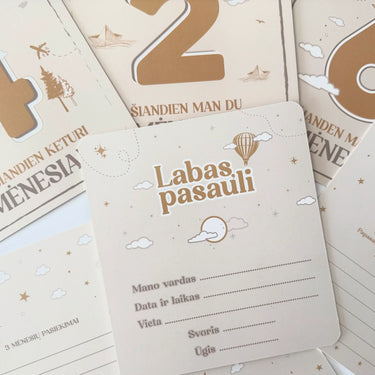 4
ŠIANDIEN KETURI
MĖNESIAI
2
ŠIANDIEN MAN DU
6
Labas,
pasauli
Mano vardas
Data ir laikas
Vieta
Svoris
Ūgis
3 MĖNESIŲ PASIEKIMAI